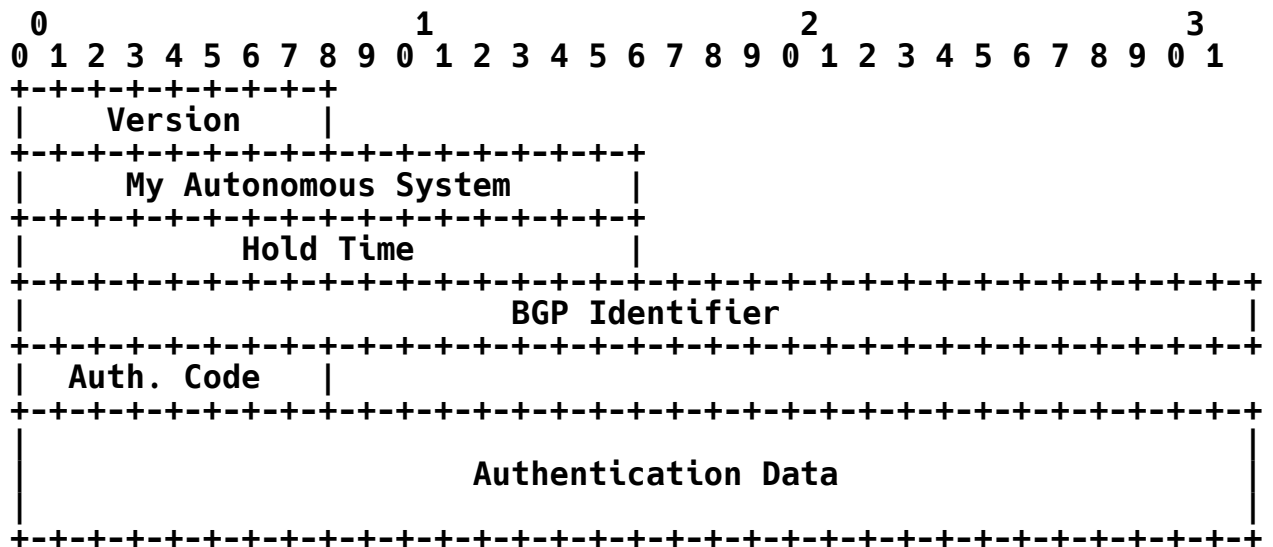 0                   1                   2                   3
0 1 2 3 4 5 6 7 8 9 0 1 2 3 4 5 6 7 8 9 0 1 2 3 4 5 6 7 8 9 0 1
+-+-+-+-+-+-+-+-+
|    Version    |
+-+-+-+-+-+-+-+-+-+-+-+-+-+-+-+-+
|     My Autonomous System      |
+-+-+-+-+-+-+-+-+-+-+-+-+-+-+-+-+
|           Hold Time           |
+-+-+-+-+-+-+-+-+-+-+-+-+-+-+-+-+-+-+-+-+-+-+-+-+-+-+-+-+-+-+-+-+
|                         BGP Identifier                        |
+-+-+-+-+-+-+-+-+-+-+-+-+-+-+-+-+-+-+-+-+-+-+-+-+-+-+-+-+-+-+-+-+
|  Auth. Code   |
+-+-+-+-+-+-+-+-+-+-+-+-+-+-+-+-+-+-+-+-+-+-+-+-+-+-+-+-+-+-+-+-+
|                                                               |
|                       Authentication Data                     |
|                                                               |
+-+-+-+-+-+-+-+-+-+-+-+-+-+-+-+-+-+-+-+-+-+-+-+-+-+-+-+-+-+-+-+-+